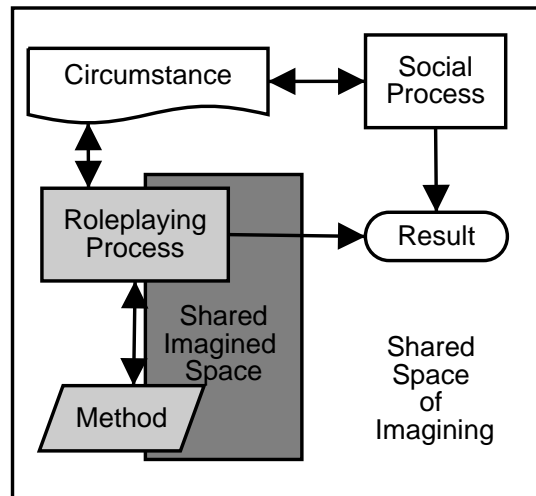 Circumstance
Social
Process
Roleplaying
Process
Result
Shared
Imagined
Space
Shared
Space
of
Imagining
Method